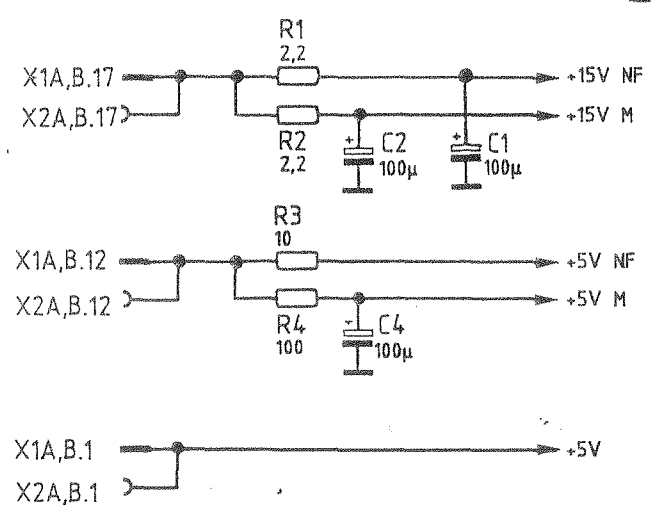 R1
2,2
X1A,B.17
+15V NF
X2A,B.17
+15V M
R2
2,2
+
C2
100µ
+
C1
100µ
R3
10
X1A,B.12
+5V NF
X2A,B.12
+5V M
R4
100
+
C4
100µ
X1A,B.1
+5V
X2A,B.1